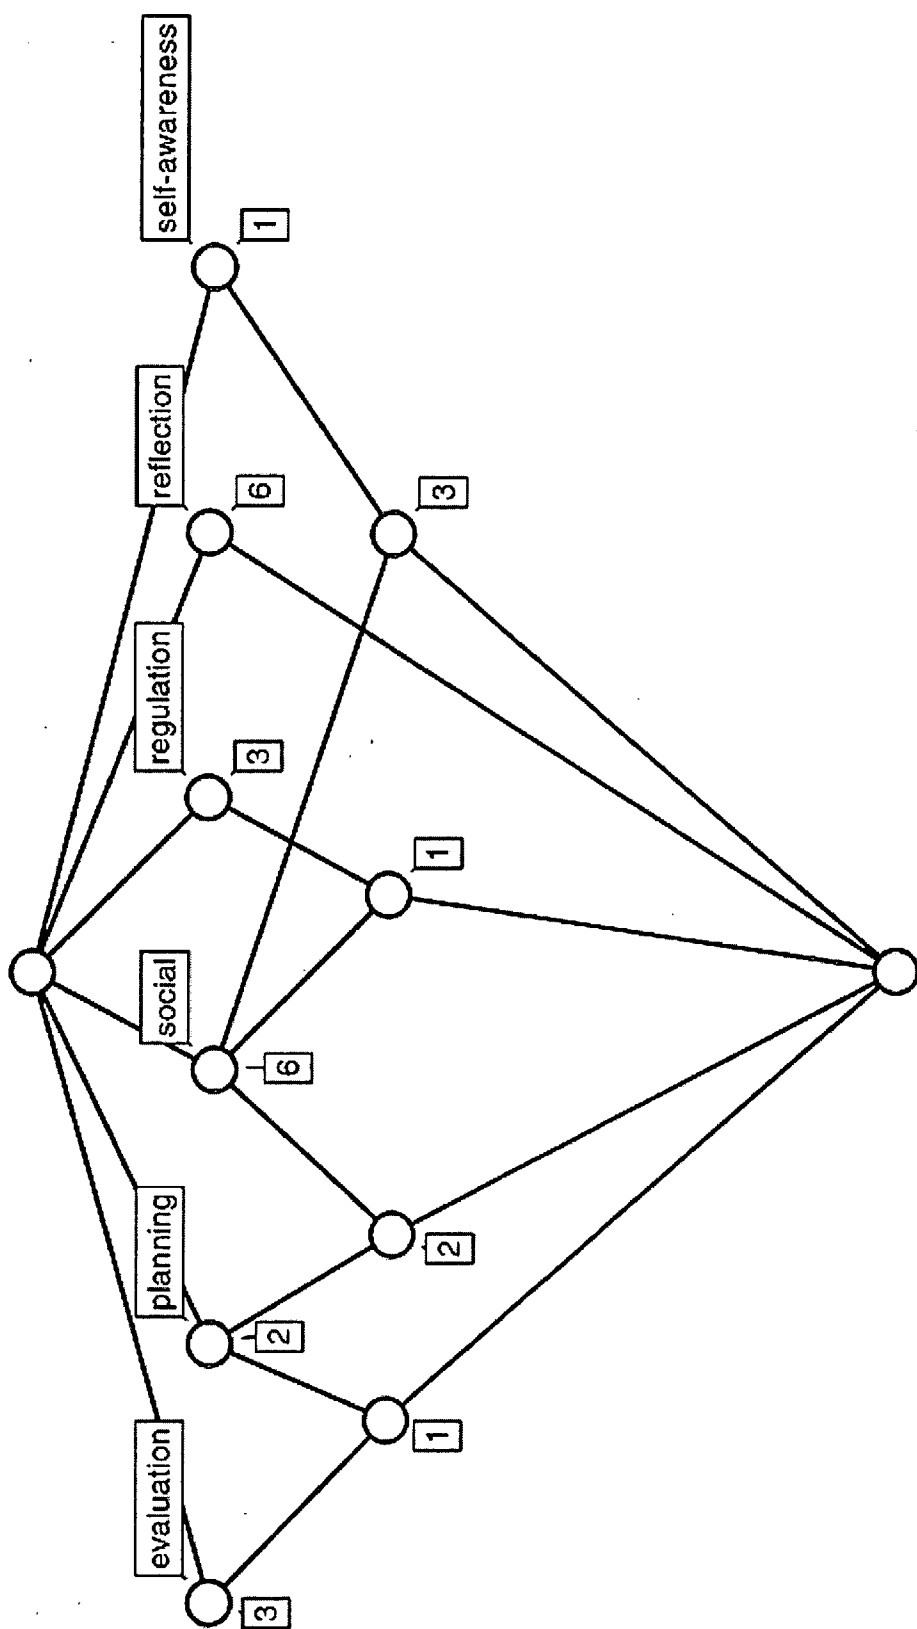 evaluation
planning
social
regulation
reflection
self-awareness
3
2
6
3
6
1
1
2
1
3